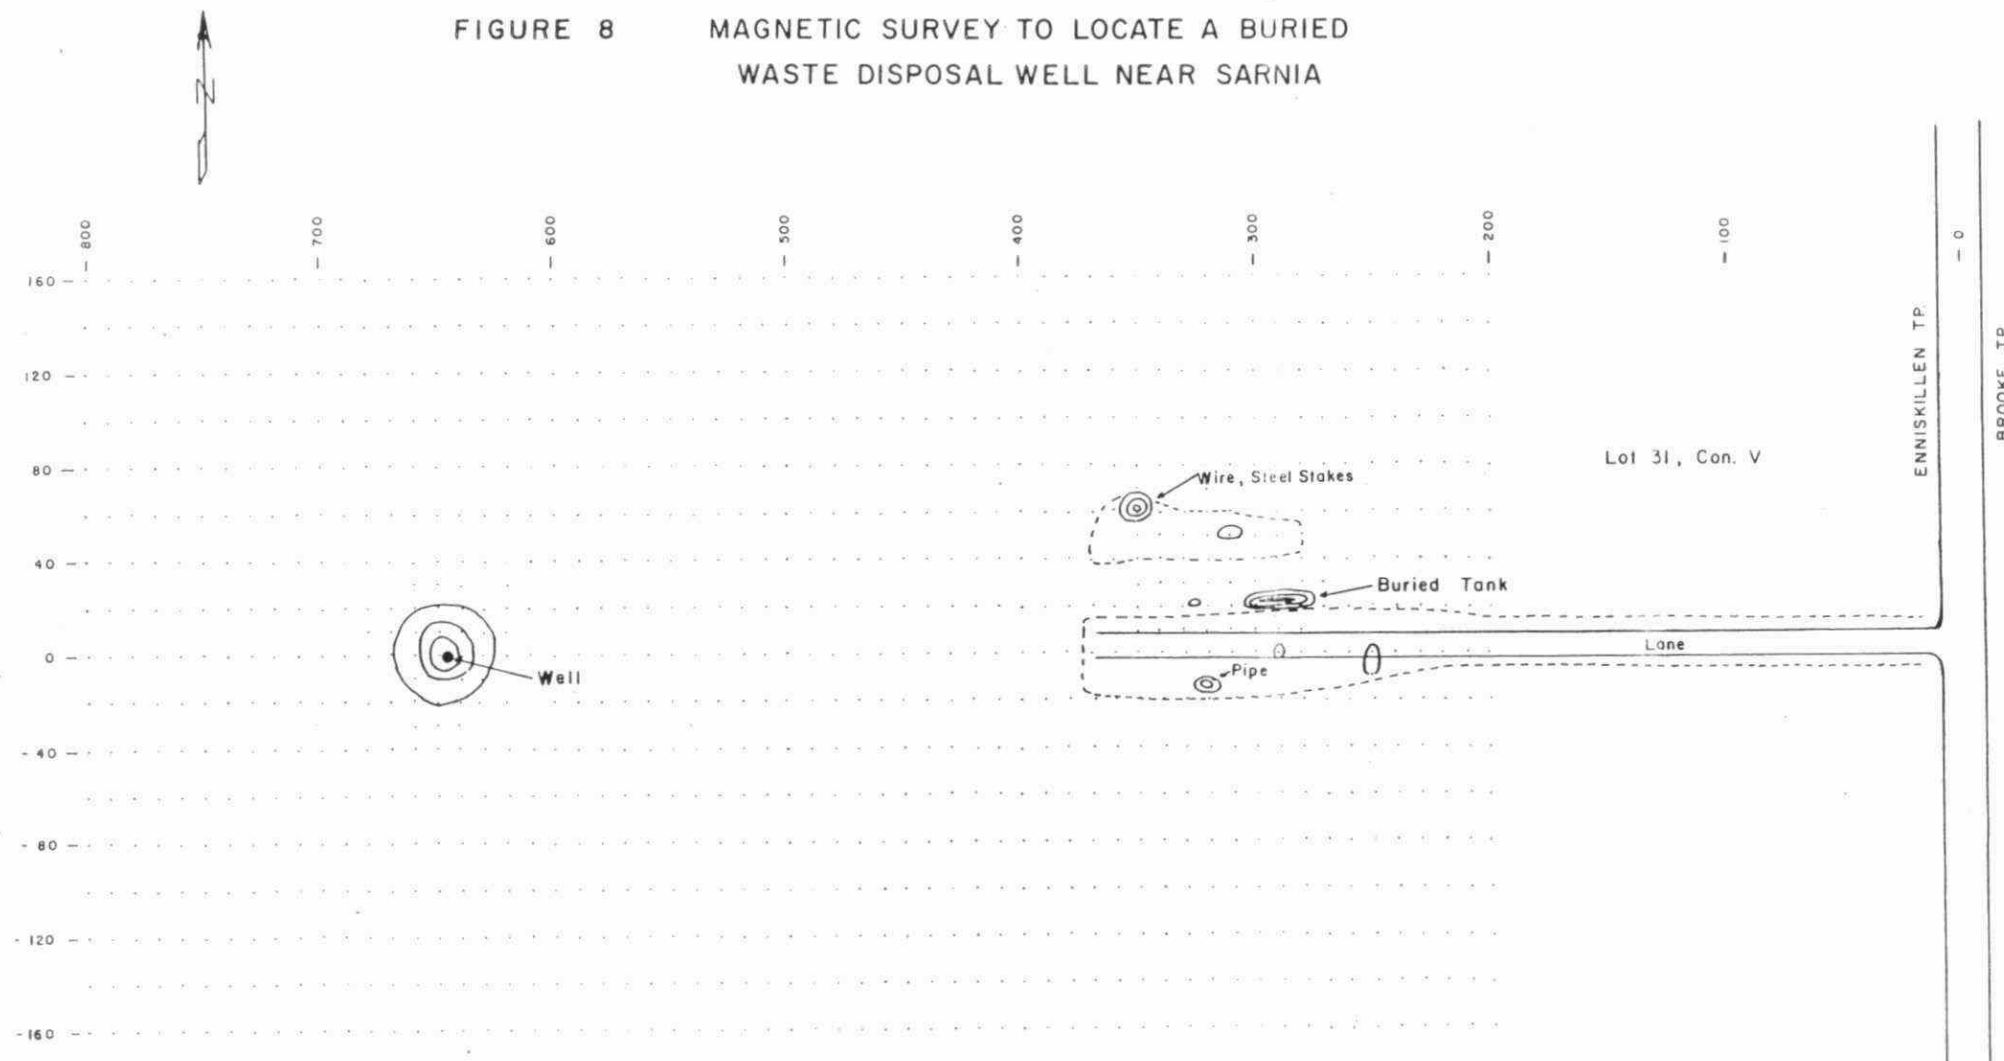 FIGURE 8 MAGNETIC SURVEY TO LOCATE A BURIED
WASTE DISPOSAL WELL NEAR SARNIA
N
- 800
- 700
- 600
- 500
- 400
- 300
- 200
- 100
- 0
160 -
120 -
80 -
40 -
0 -
- 40 -
- 80 -
- 120 -
- 160 -
ENNISKILLEN TP.
BROOKE TP.
Lot 31, Con. V
Wire, Steel Stakes
Buried Tank
Lane
Pipe
Well